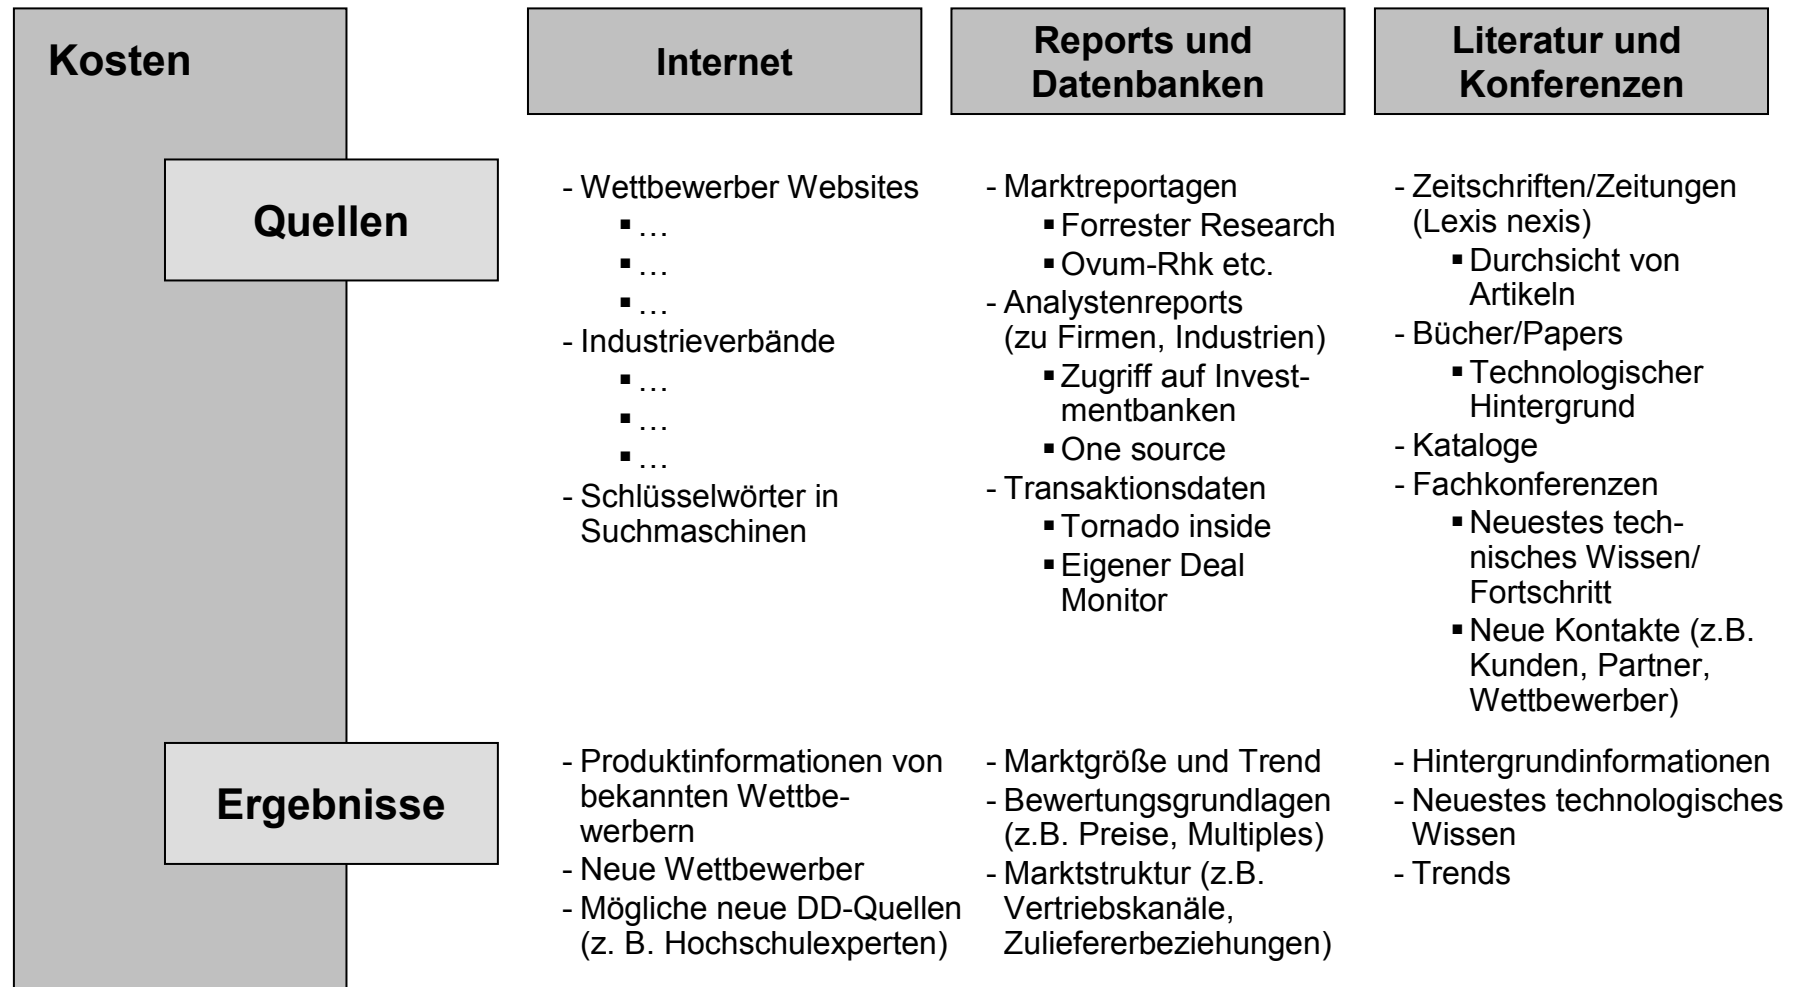 Kosten
Internet
Reports und
Datenbanken
Literatur und
Konferenzen
Quellen
- Wettbewerber Websites
▪ …
▪ …
▪ …
- Industrieverbände
▪ …
▪ …
▪ …
- Schlüsselwörter in
Suchmaschinen
- Marktreportagen
▪ Forrester Research
▪ Ovum-Rhk etc.
- Analystenreports
(zu Firmen, Industrien)
▪ Zugriff auf Invest-
mentbanken
▪ One source
- Transaktionsdaten
▪ Tornado inside
▪ Eigener Deal
Monitor
- Zeitschriften/Zeitungen
(Lexis nexis)
▪ Durchsicht von
Artikeln
- Bücher/Papers
▪ Technologischer
Hintergrund
- Kataloge
- Fachkonferenzen
▪ Neuestes tech-
nisches Wissen/
Fortschritt
▪ Neue Kontakte (z.B.
Kunden, Partner,
Wettbewerber)
Ergebnisse
- Produktinformationen von
bekannten Wettbe-
werbern
- Neue Wettbewerber
- Mögliche neue DD-Quellen
(z. B. Hochschulexperten)
- Marktgröße und Trend
- Bewertungsgrundlagen
(z.B. Preise, Multiples)
- Marktstruktur (z.B.
Vertriebskanäle,
Zuliefererbeziehungen)
- Hintergrundinformationen
- Neuestes technologisches
Wissen
- Trends